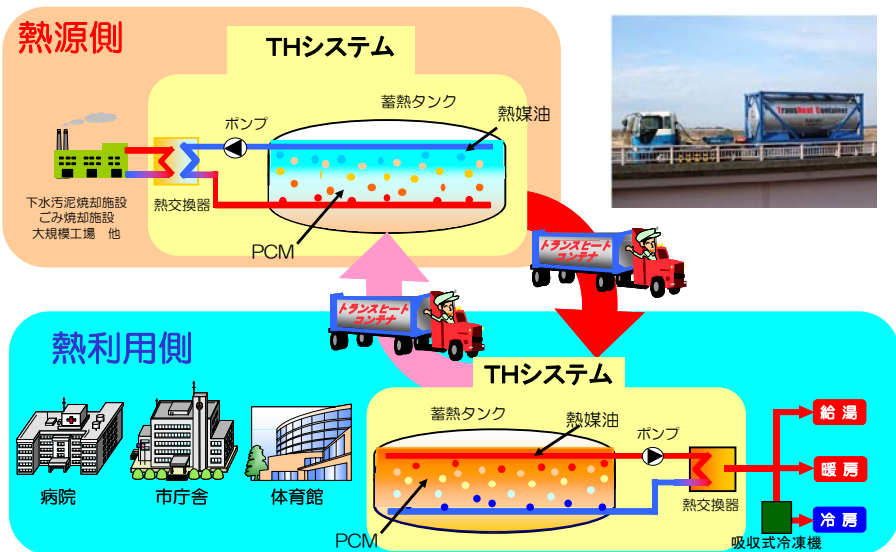 熱源側
THシステム
蓄熱タンク
ポンプ
熱媒油
下水汚泥焼却施設
ごみ焼却施設
大規模工場　他
熱交換器
PCM
TransHeat Container
トランスヒート
コンテナ
トランスヒート
コンテナ
熱利用側
THシステム
蓄熱タンク
熱媒油
ポンプ
給湯
暖房
冷房
熱交換器
吸収式冷凍機
PCM
病院
市庁舎
体育館